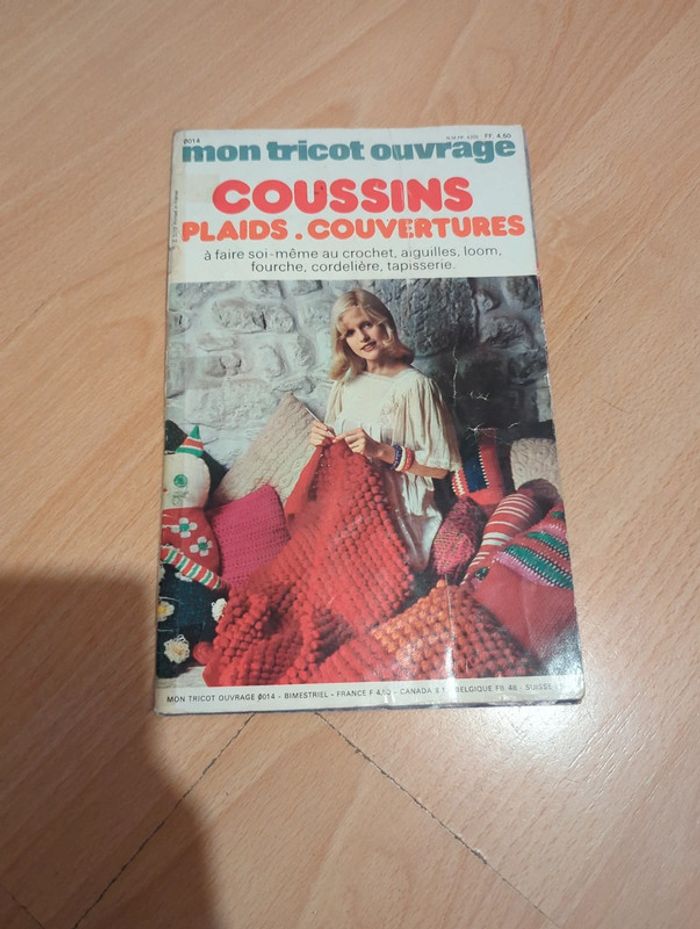 0014
FF. 4.50
mon tricot ouvrage
COUSSINS
PLAIDS . COUVERTURES
à faire soi-même au crochet, aiguilles, loom,
fourche, cordelière, tapisserie.
MON TRICOT OUVRAGE 0014 - BIMESTRIEL - FRANCE F 4,50 - CANADA $ - BELGIQUE FB 48 - SUISSE